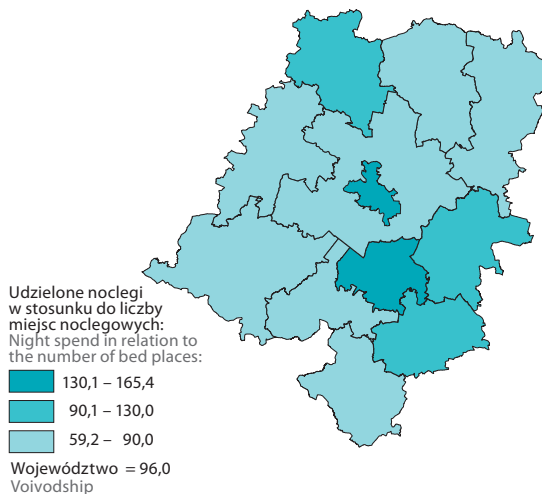 Udzielone noclegi
w stosunku do liczby
miejsc noclegowych:
Night spend in relation to
the number of bed places:
130,1 – 165,4
90,1 – 130,0
59,2 – 90,0
Województwo = 96,0
Voivodship